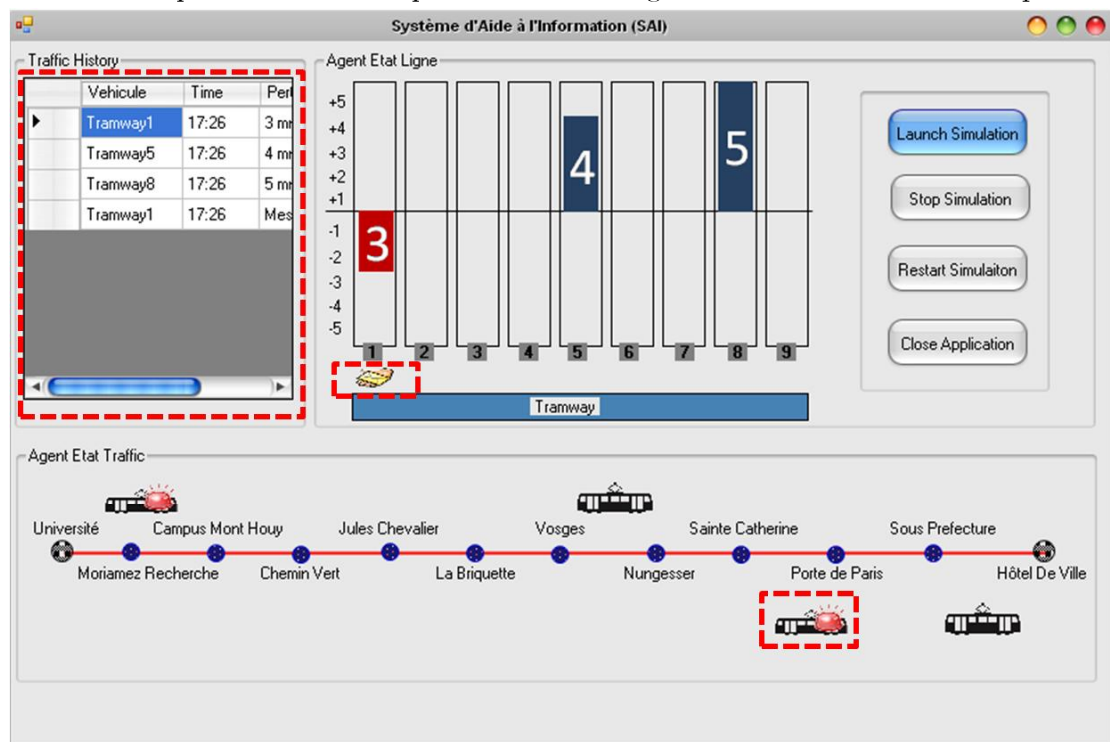 Système d'Aide à l'Information (SAI)
Traffic History
Vehicule Time Per
Tramway1 17:26 3 mn
Tramway5 17:26 4 mn
Tramway8 17:26 5 mn
Tramway1 17:26 Mes
Agent Etat Ligne
+5
+4
+3
+2
+1
-1
-2
-3
-4
-5
3
4
5
1 2 3 4 5 6 7 8 9
Tramway
Launch Simulation
Stop Simulation
Restart Simulaiton
Close Application
Agent Etat Traffic
Université Campus Mont Houy Jules Chevalier Vosges Sainte Catherine Sous Prefecture
Moriamez Recherche Chemin Vert La Briquette Nungesser Porte de Paris Hôtel De Ville